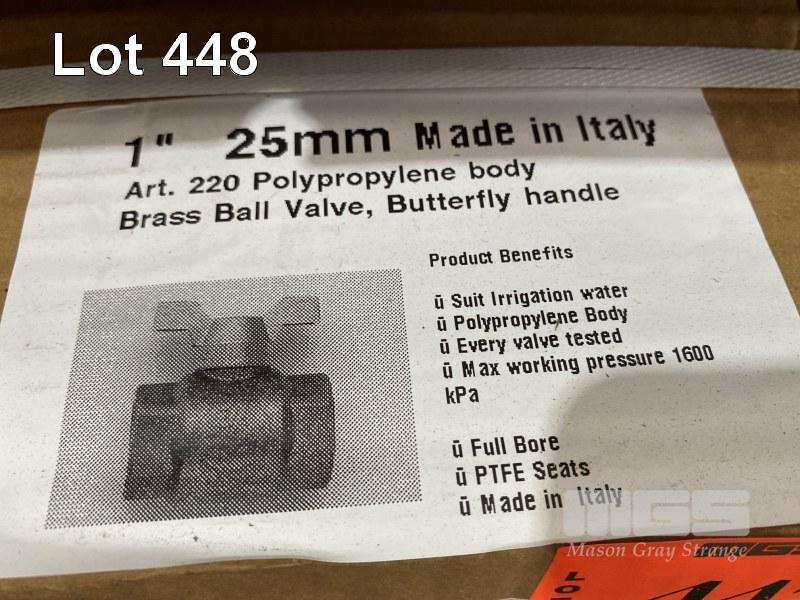 Lot 448
1" 25mm Made in Italy
Art. 220 Polypropylene body
Brass Ball Valve, Butterfly handle
Product Benefits
ü Suit Irrigation water
ü Polypropylene Body
ü Every valve tested
ü Max working pressure 1600
kPa
ü Full Bore
ü PTFE Seats
ü Made in Italy
MGS
Mason Gray Strange